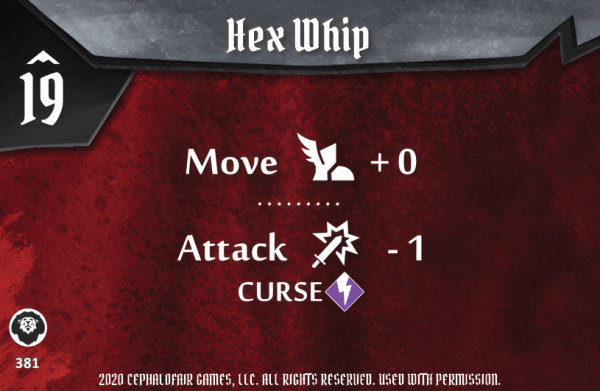 Hex Whip
19
Move + 0
Attack - 1
CURSE
381
2020 CEPHALOFAIR GAMES, LLC. ALL RIGHTS RESERVED. USED WITH PERMISSION.